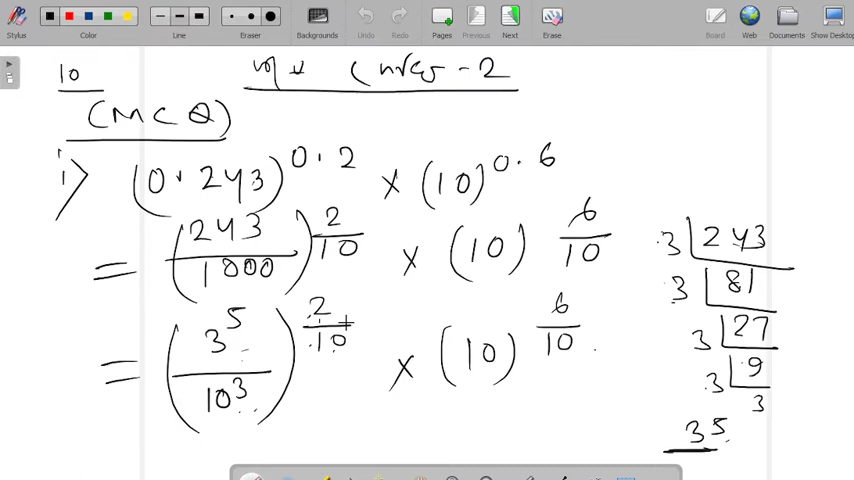 Stylus Color Line Eraser Backgrounds Undo Redo Pages Previous Next Erase Board Web Documents Show Desktop
10
(MCQ)
i> (0.243)^0.2 × (10)^0.6
= (243/1000)^2/10 × (10)^6/10
= (3^5/10^3)^2/10 × (10)^6/10
3 | 243
3 | 81
3 | 27
3 | 9
3
3^5